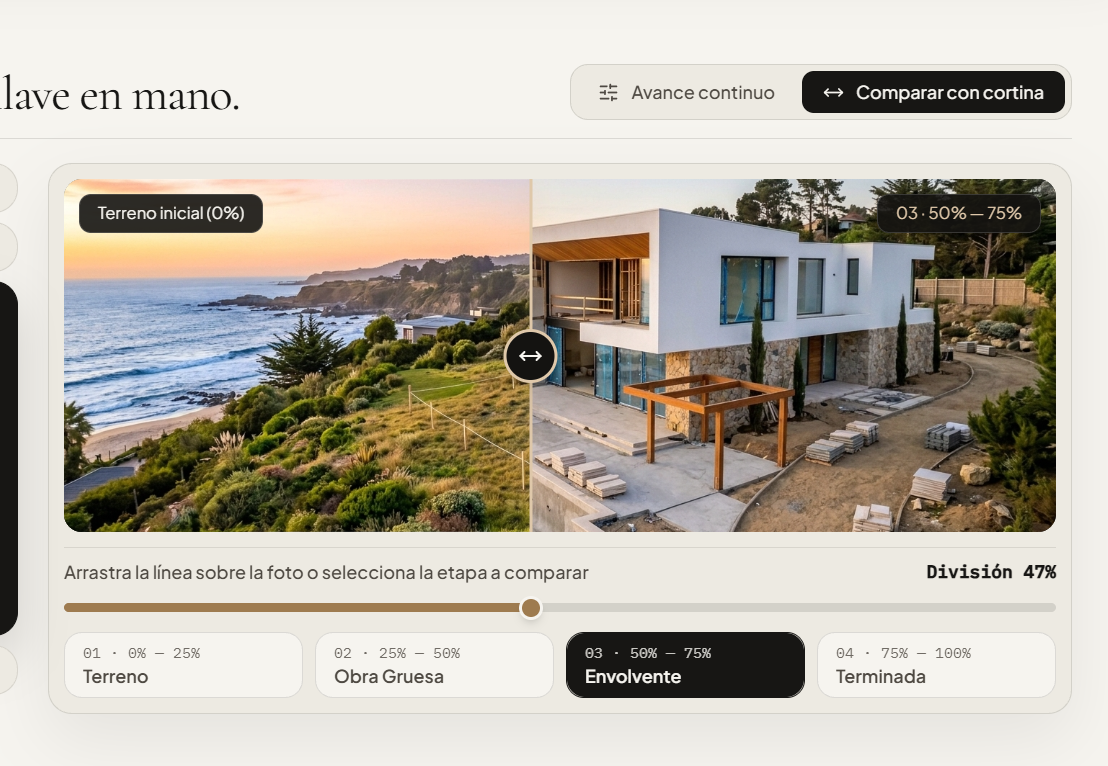 llave en mano.
Avance continuo
Comparar con cortina
Terreno inicial (0%)
03 · 50% — 75%
Arrastra la línea sobre la foto o selecciona la etapa a comparar
División 47%
01 · 0% — 25%
Terreno
02 · 25% — 50%
Obra Gruesa
03 · 50% — 75%
Envolvente
04 · 75% — 100%
Terminada